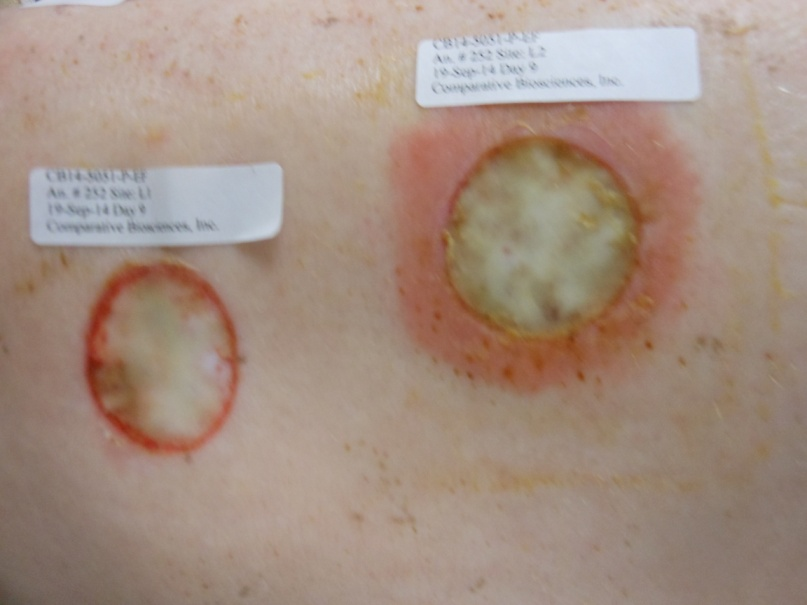 CB14-5051-P-EF
An. # 252 Site: L2
19-Sep-14 Day 9
Comparative Biosciences, Inc.
CB14-5051-P-EF
An. # 252 Site: L1
19-Sep-14 Day 9
Comparative Biosciences, Inc.